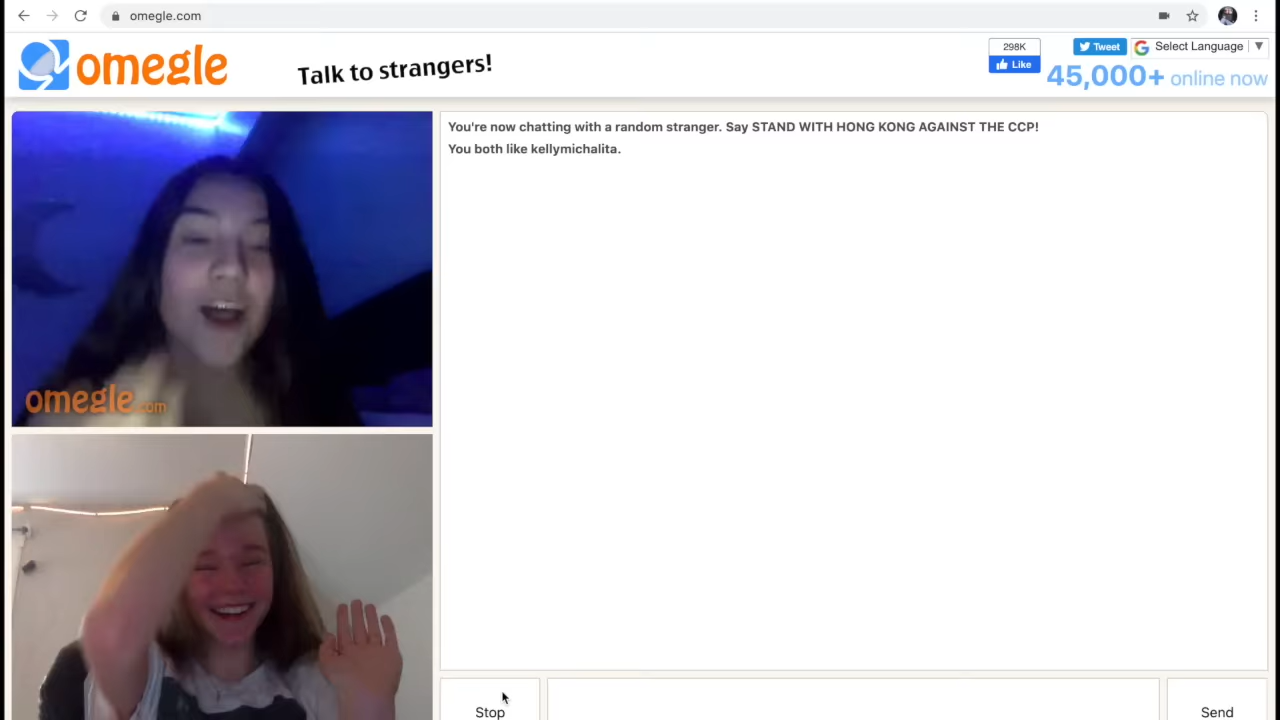 omegle.com
omegle
Talk to strangers!
298K
Like
Tweet
Select Language
45,000+ online now
You're now chatting with a random stranger. Say STAND WITH HONG KONG AGAINST THE CCP!
You both like kellymichalita.
omegle.com
Stop
Send